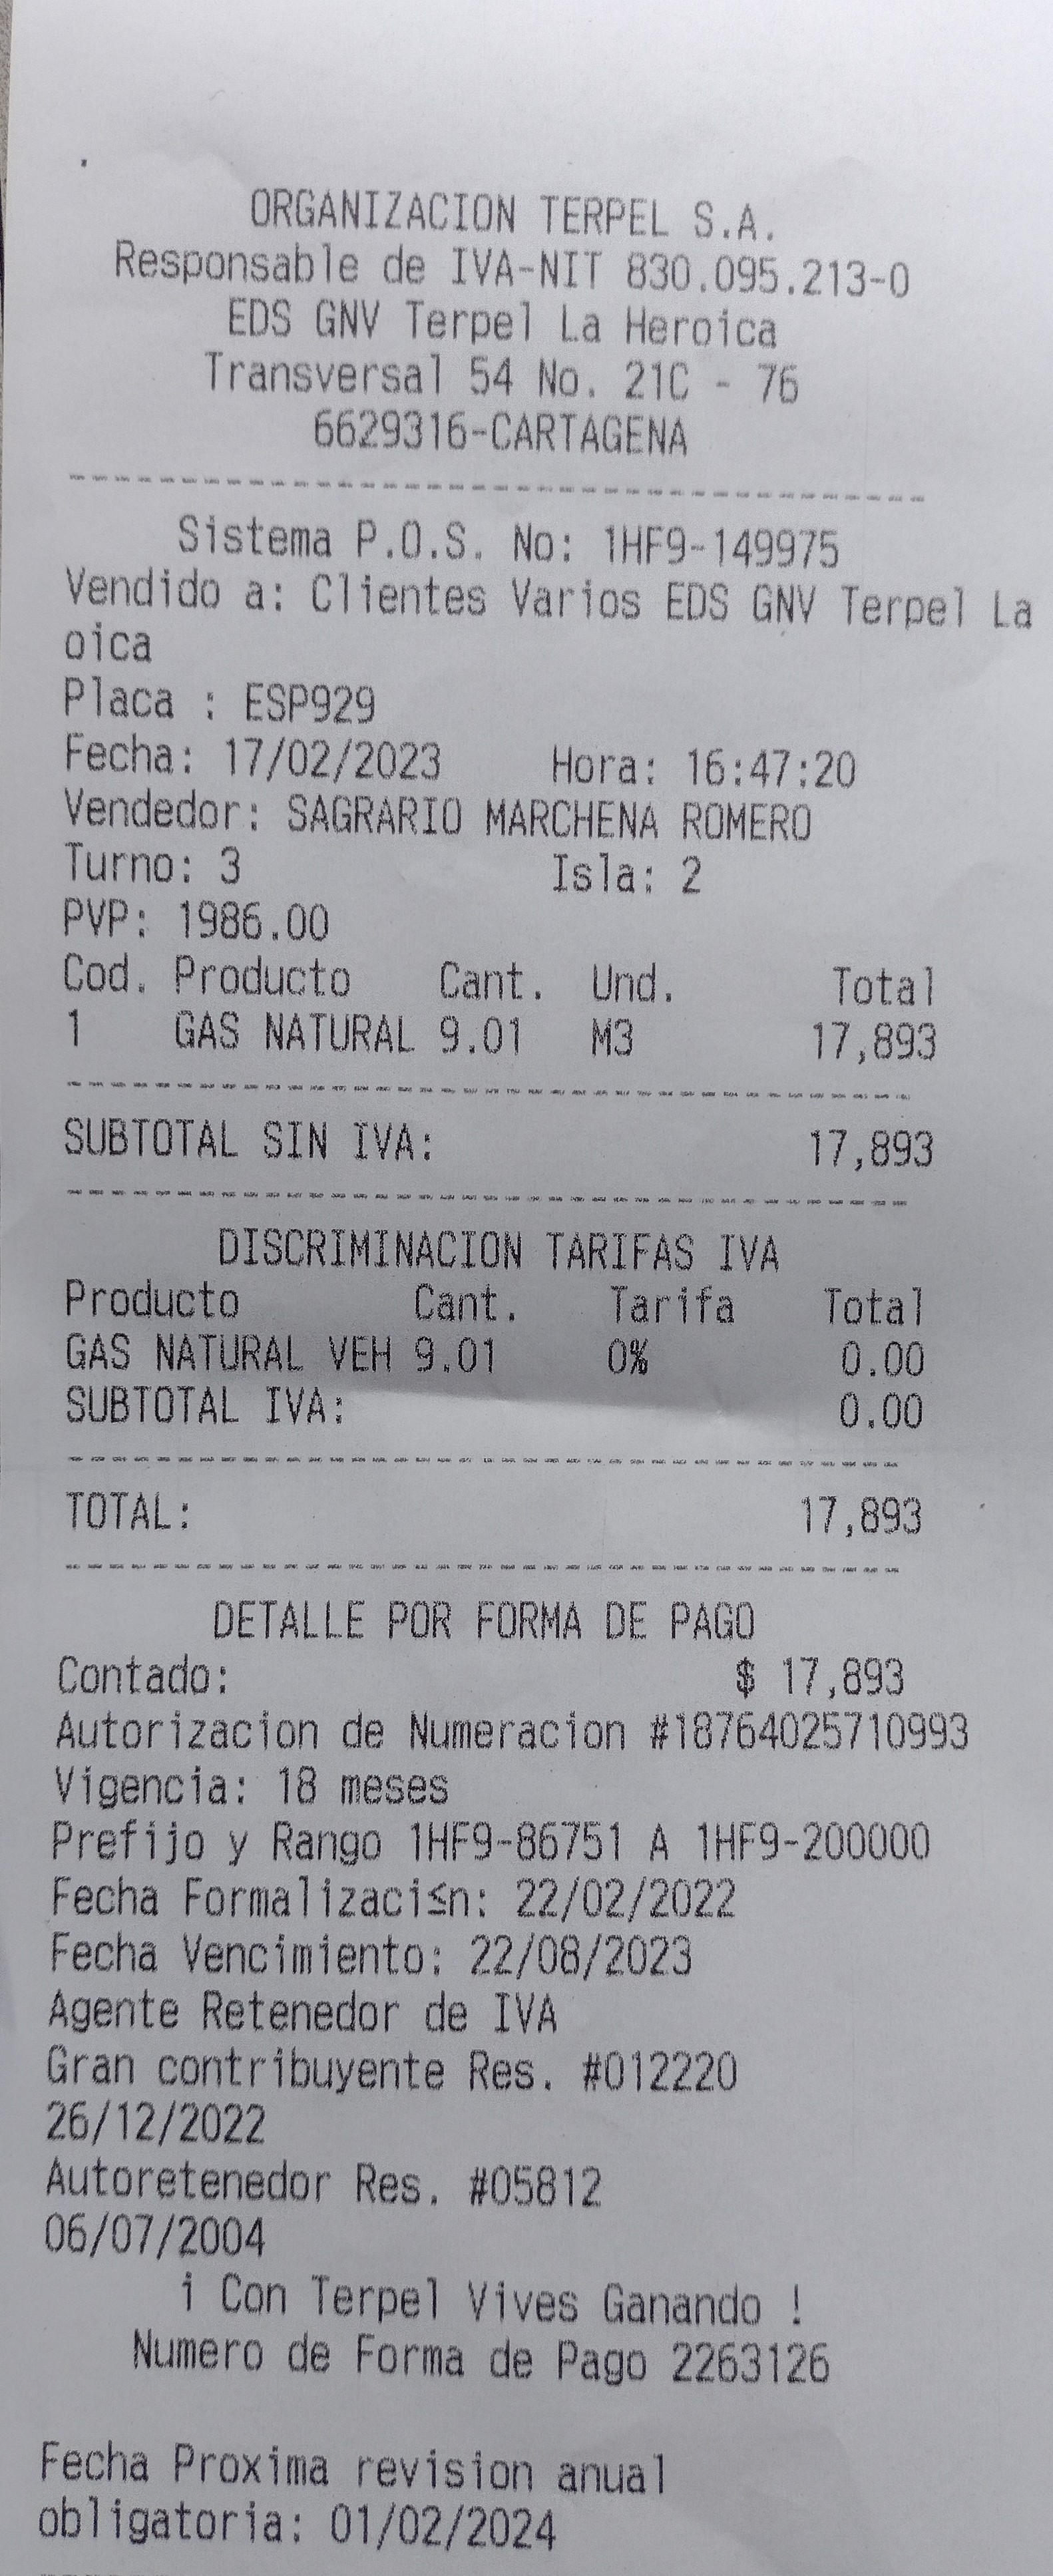 ORGANIZACION TERPEL S.A.
Responsable de IVA-NIT 830.095.213-0
EDS GNV Terpel La Heroica
Transversal 54 No. 21C - 76
6629316-CARTAGENA
Sistema P.O.S. No: 1HF9-149975
Vendido a: Clientes Varios EDS GNV Terpel La
oica
Placa : ESP929
Fecha: 17/02/2023 Hora: 16:47:20
Vendedor: SAGRARIO MARCHENA ROMERO
Turno: 3 Isla: 2
PVP: 1986.00
Cod. Producto Cant. Und. Total
1 GAS NATURAL 9.01 M3 17,893
SUBTOTAL SIN IVA: 17,893
DISCRIMINACION TARIFAS IVA
Producto Cant. Tarifa Total
GAS NATURAL VEH 9.01 0% 0.00
SUBTOTAL IVA: 0.00
TOTAL: 17,893
DETALLE POR FORMA DE PAGO
Contado: $ 17,893
Autorizacion de Numeracion #18764025710993
Vigencia: 18 meses
Prefijo y Rango 1HF9-86751 A 1HF9-200000
Fecha Formalizaci≤n: 22/02/2022
Fecha Vencimiento: 22/08/2023
Agente Retenedor de IVA
Gran contribuyente Res. #012220
26/12/2022
Autoretenedor Res. #05812
06/07/2004
¡ Con Terpel Vives Ganando !
Numero de Forma de Pago 2263126
Fecha Proxima revision anual
obligatoria: 01/02/2024